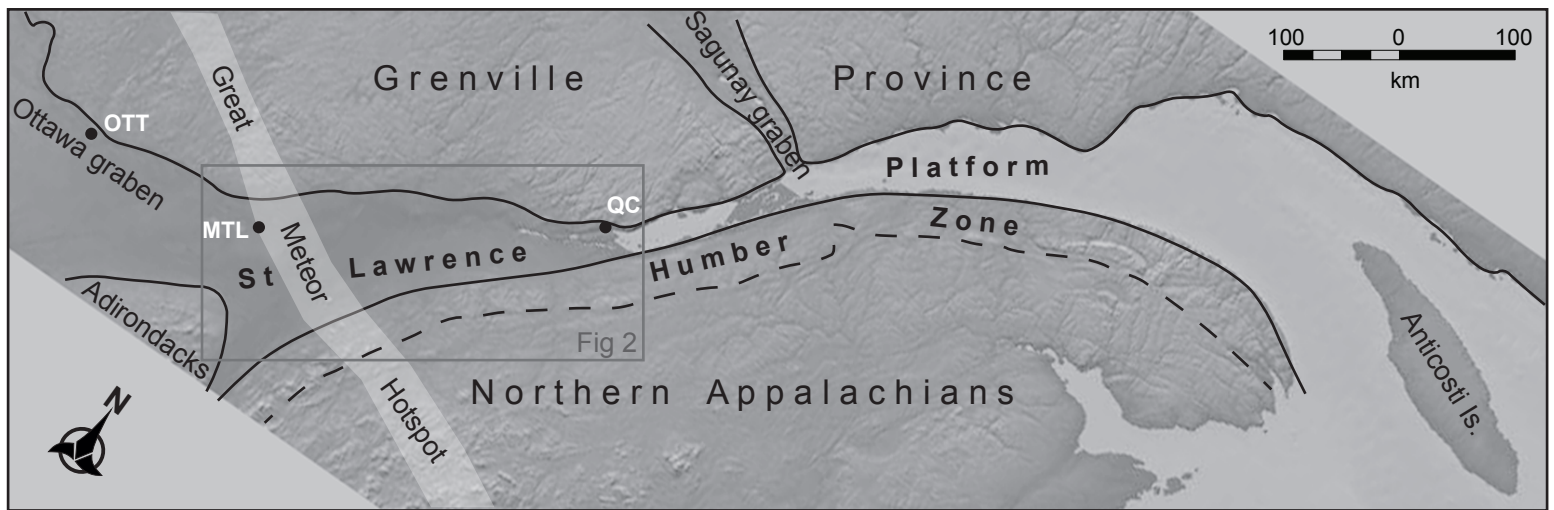 Grenville Province
100 0 100
km
Sagunay graben
Great
Meteor
Hotspot
OTT
Ottawa graben
Platform
QC
MTL
St Lawrence
Humber Zone
Adirondacks
Fig 2
Anticosti Is.
Northern Appalachians
N